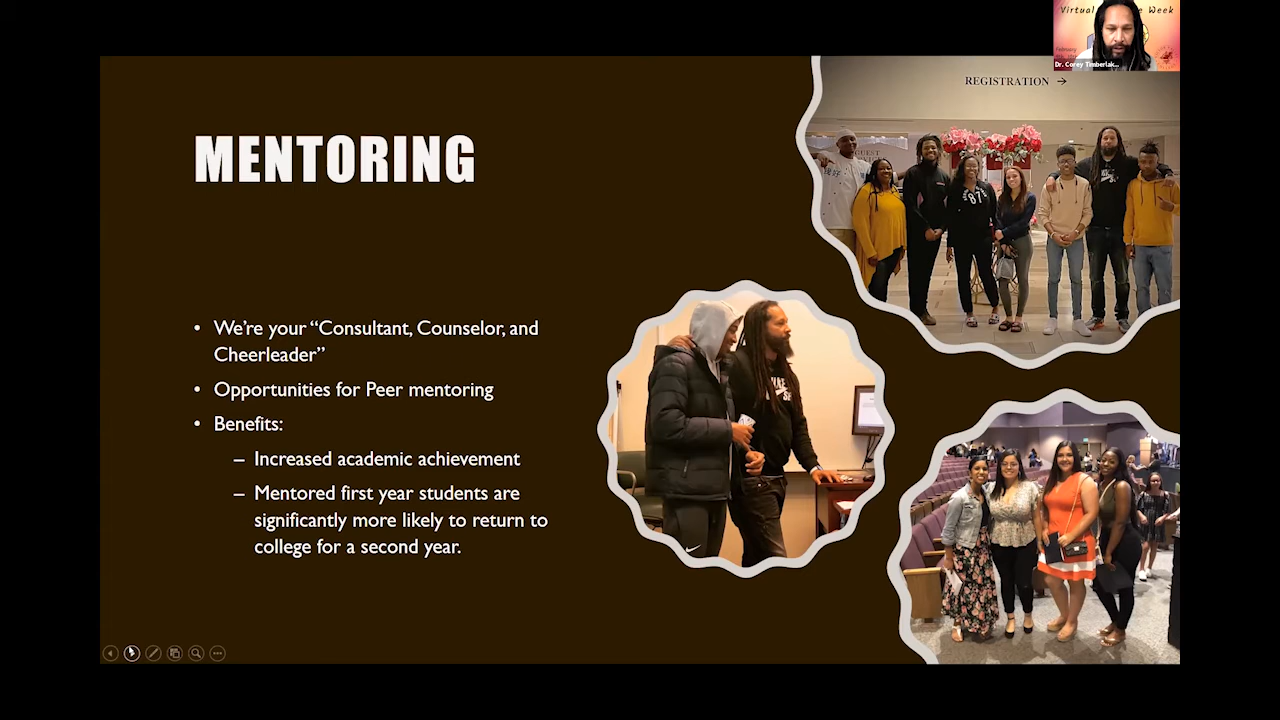 Virtual
Week
February
Dr. Corey Timberlak...
REGISTRATION →
MENTORING
• We're your “Consultant, Counselor, and
Cheerleader”
• Opportunities for Peer mentoring
• Benefits:
– Increased academic achievement
– Mentored first year students are
significantly more likely to return to
college for a second year.